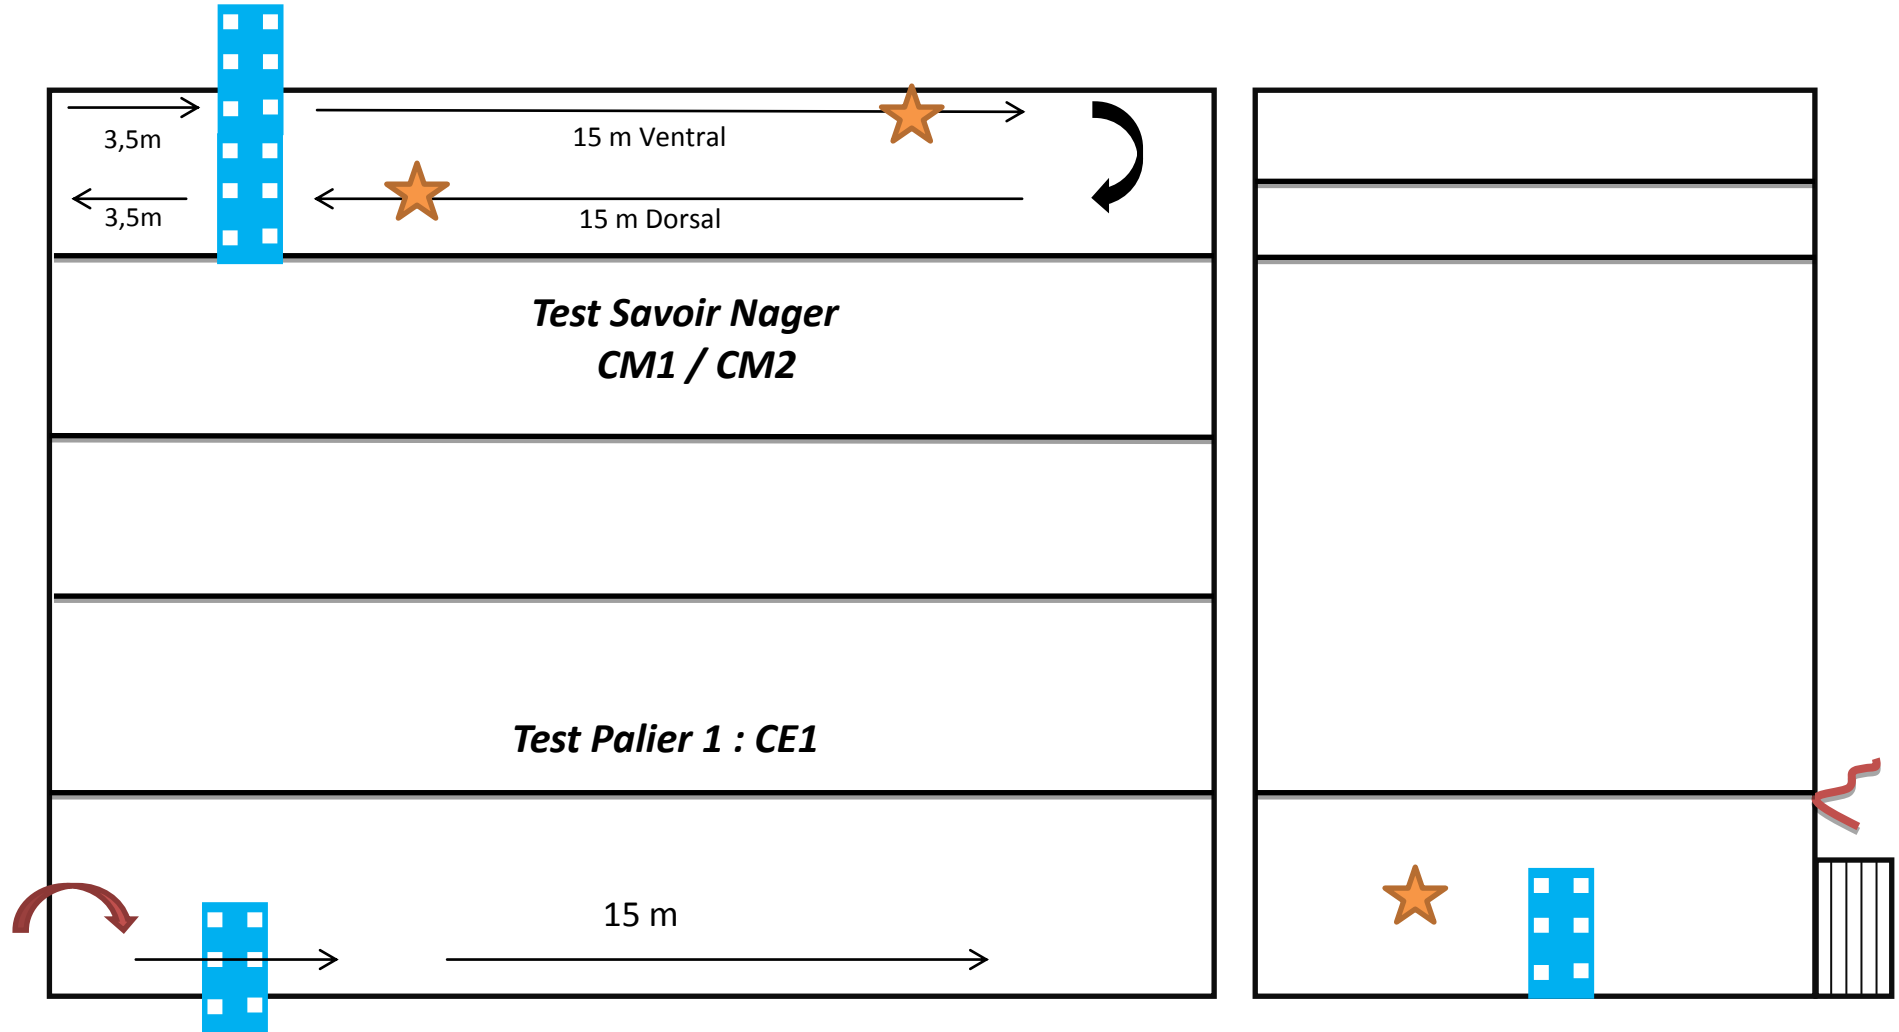 3,5m
15 m Ventral
3,5m
15 m Dorsal
Test Savoir Nager
CM1 / CM2
Test Palier 1 : CE1
15 m